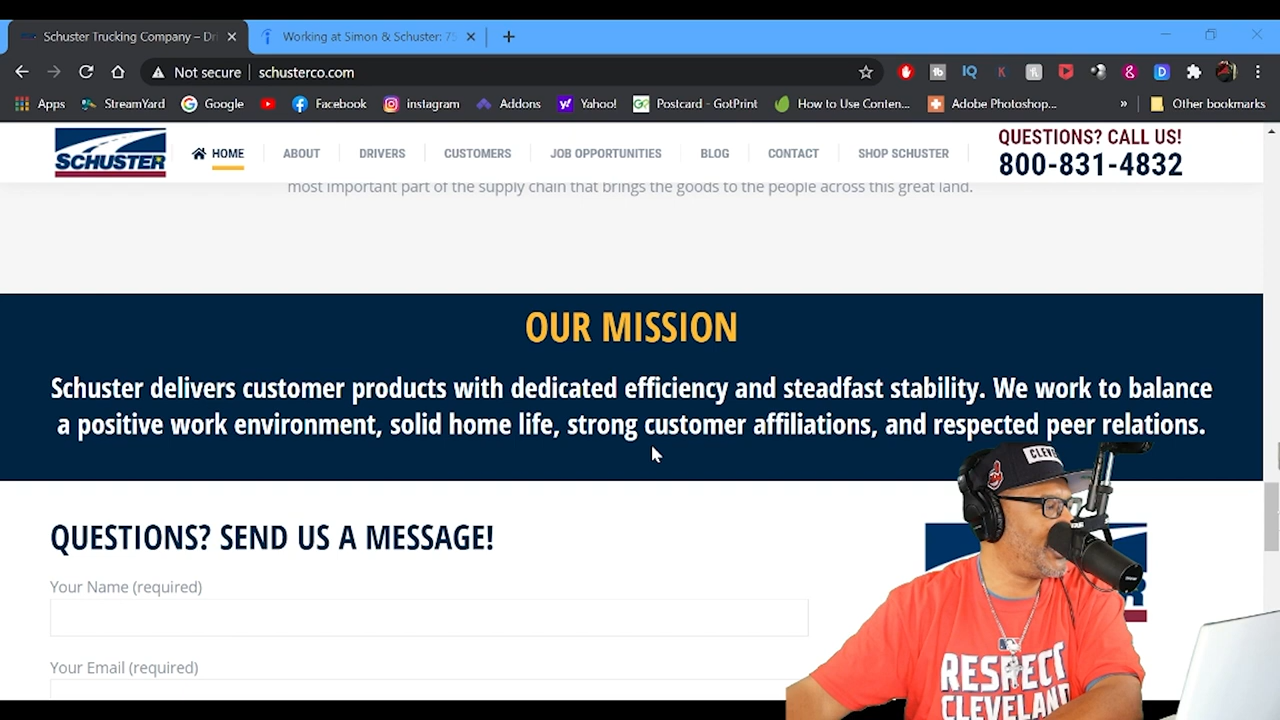 Schuster Trucking Company – Dri
Working at Simon & Schuster: 75
Not secure
schusterco.com
Apps
StreamYard
Google
Facebook
instagram
Addons
Yahoo!
Postcard - GotPrint
How to Use Conten...
Adobe Photoshop...
»
Other bookmarks
SCHUSTER
HOME
ABOUT
DRIVERS
CUSTOMERS
JOB OPPORTUNITIES
BLOG
CONTACT
SHOP SCHUSTER
QUESTIONS? CALL US!
800-831-4832
most important part of the supply chain that brings the goods to the people across this great land.
OUR MISSION
Schuster delivers customer products with dedicated efficiency and steadfast stability. We work to balance
a positive work environment, solid home life, strong customer affiliations, and respected peer relations.
QUESTIONS? SEND US A MESSAGE!
Your Name (required)
Your Email (required)
CLEVE
RESPECT
CLEVELAND